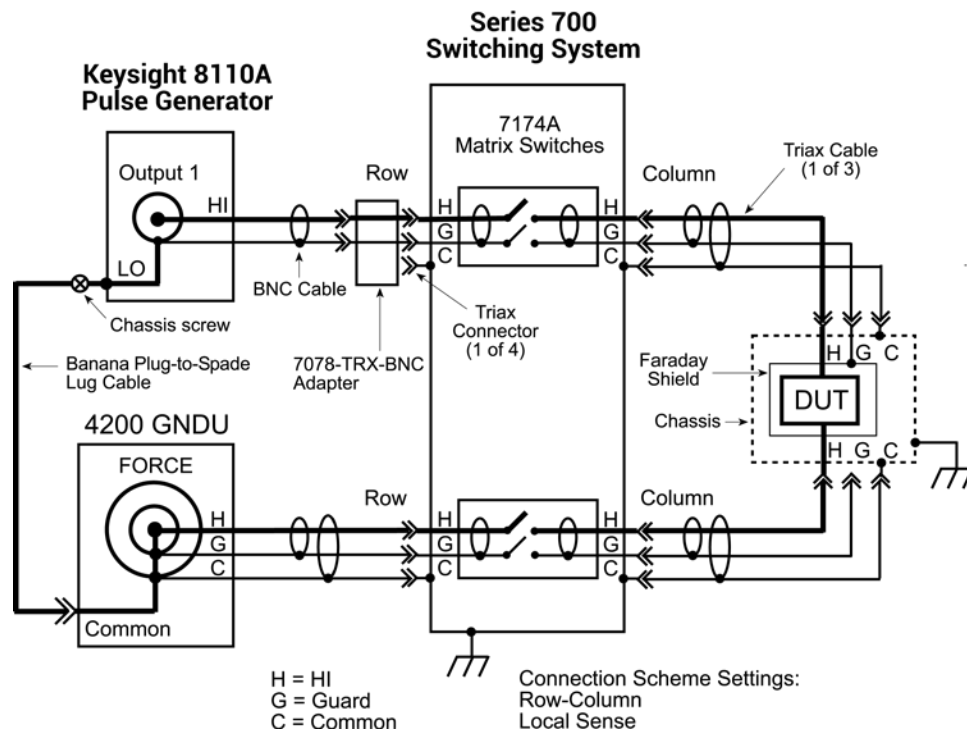 Series 700
Switching System
Keysight 8110A
Pulse Generator
Output 1
HI
LO
Chassis screw
BNC Cable
Row
H
G
C
7174A
Matrix Switches
H
G
C
Column
Triax Cable
(1 of 3)
Triax
Connector
(1 of 4)
7078-TRX-BNC
Adapter
Banana Plug-to-Spade
Lug Cable
H G C
Faraday
Shield
DUT
Chassis
H G C
4200 GNDU
FORCE
H
G
C
Common
Row
H
G
C
H
G
C
Column
H = HI
G = Guard
C = Common
Connection Scheme Settings:
Row-Column
Local Sense